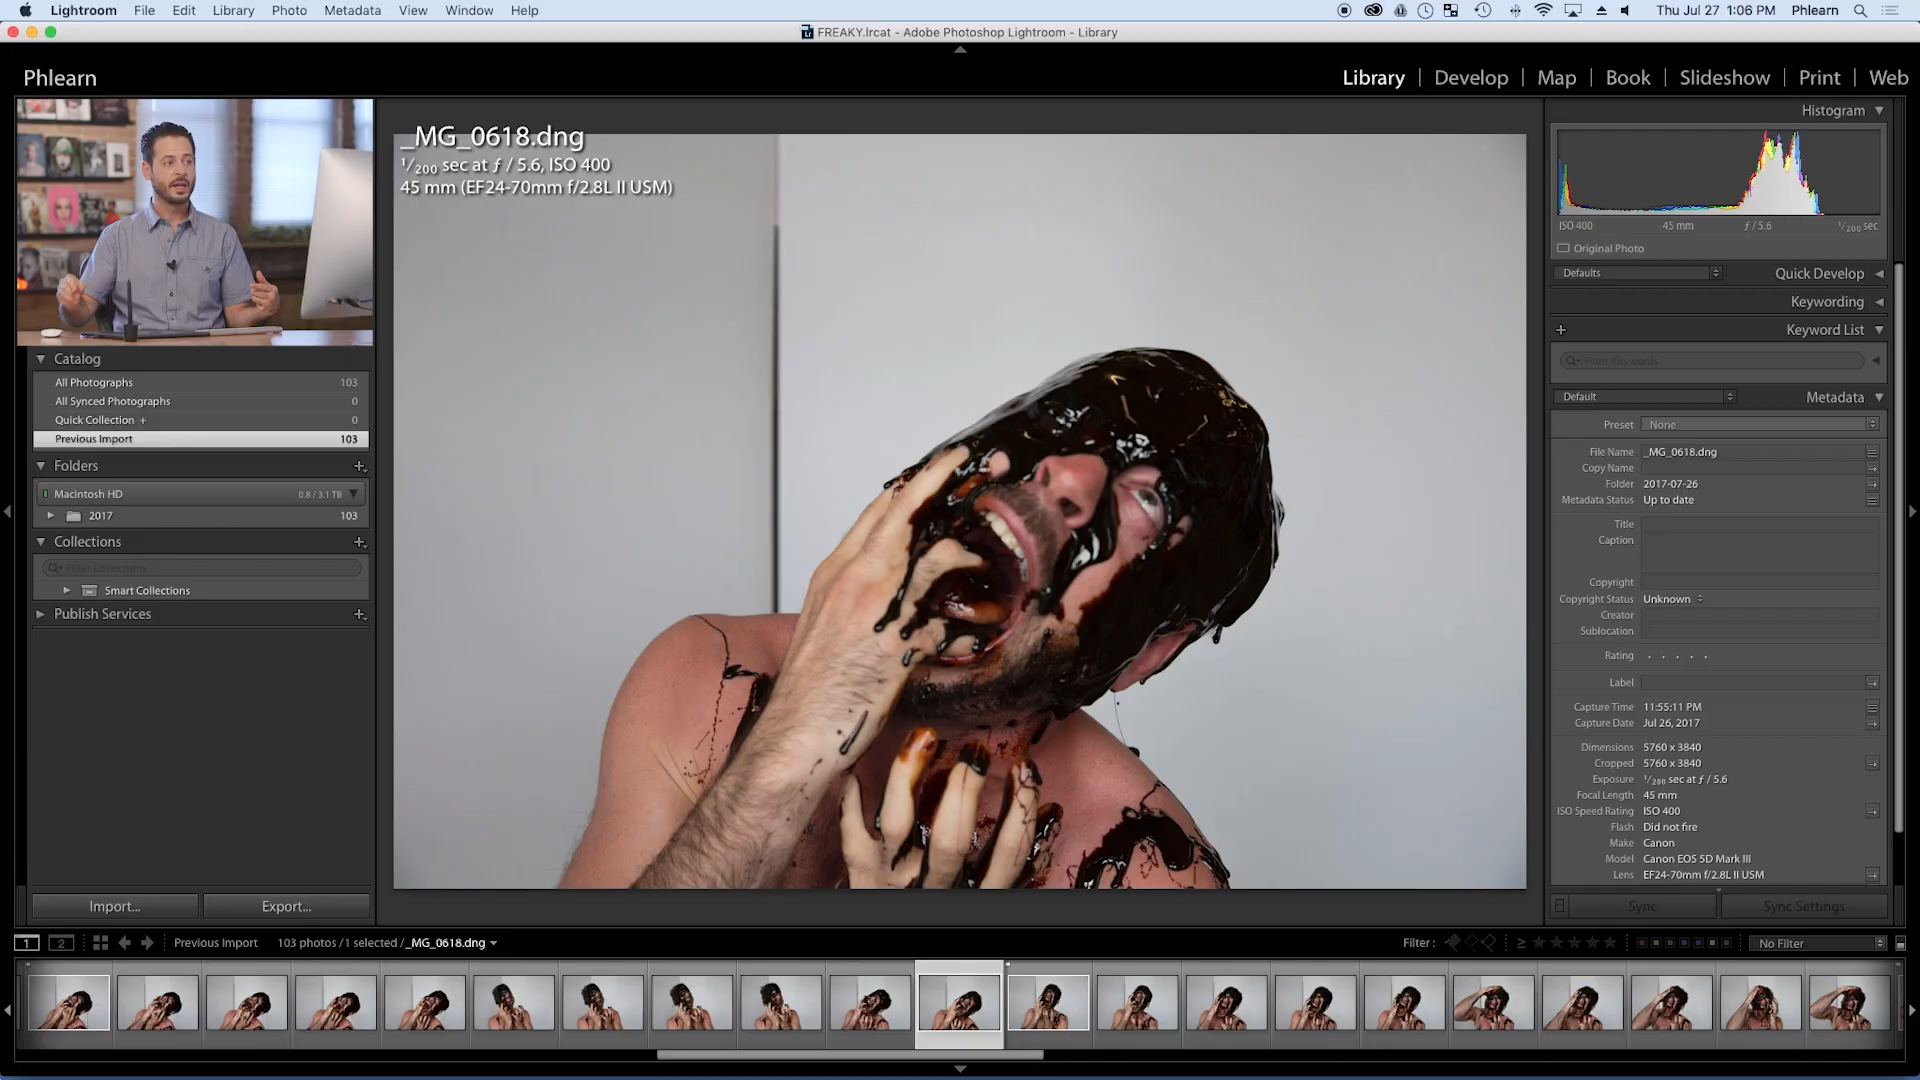 Lightroom File Edit Library Photo Metadata View Window Help
Thu Jul 27 1:06 PM Phlearn
FREAKY.lrcat - Adobe Photoshop Lightroom - Library
Phlearn
Library | Develop | Map | Book | Slideshow | Print | Web
_MG_0618.dng
1/200 sec at ƒ / 5.6, ISO 400
45 mm (EF24-70mm f/2.8L II USM)
Catalog
All Photographs 103
All Synced Photographs 0
Quick Collection + 0
Previous Import 103
Folders
Macintosh HD 0.8 / 3.1 TB
2017 103
Collections
Filter Collections
Smart Collections
Publish Services
Import...
Export...
Histogram
ISO 400 45 mm ƒ / 5.6 1/200 sec
Original Photo
Defaults Quick Develop
Keywording
Keyword List
Filter Keywords
Default Metadata
Preset None
File Name _MG_0618.dng
Copy Name
Folder 2017-07-26
Metadata Status Up to date
Title
Caption
Copyright
Copyright Status Unknown
Creator
Sublocation
Rating . . . . .
Label
Capture Time 11:55:11 PM
Capture Date Jul 26, 2017
Dimensions 5760 x 3840
Cropped 5760 x 3840
Exposure 1/200 sec at ƒ / 5.6
Focal Length 45 mm
ISO Speed Rating ISO 400
Flash Did not fire
Make Canon
Model Canon EOS 5D Mark III
Lens EF24-70mm f/2.8L II USM
Sync Sync Settings
1 2 Previous Import 103 photos / 1 selected / _MG_0618.dng
Filter : ≥ No Filter